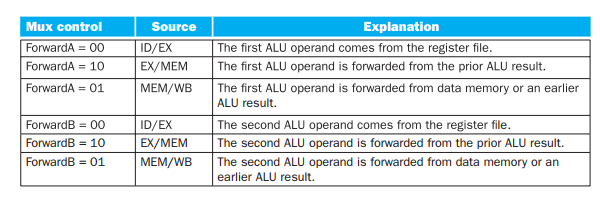 Mux control Source Explanation
ForwardA = 00 ID/EX The first ALU operand comes from the register file.
ForwardA = 10 EX/MEM The first ALU operand is forwarded from the prior ALU result.
ForwardA = 01 MEM/WB The first ALU operand is forwarded from data memory or an earlier
ALU result.
ForwardB = 00 ID/EX The second ALU operand comes from the register file.
ForwardB = 10 EX/MEM The second ALU operand is forwarded from the prior ALU result.
ForwardB = 01 MEM/WB The second ALU operand is forwarded from data memory or an
earlier ALU result.